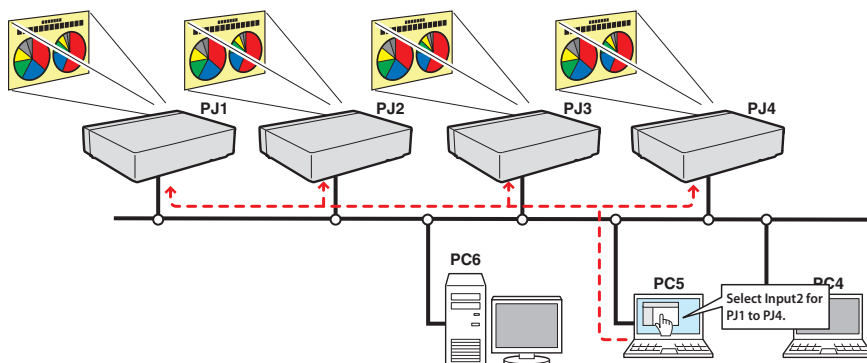 PJ1
PJ2
PJ3
PJ4
PC6
PC5
PC4
Select Input2 for
PJ1 to PJ4.